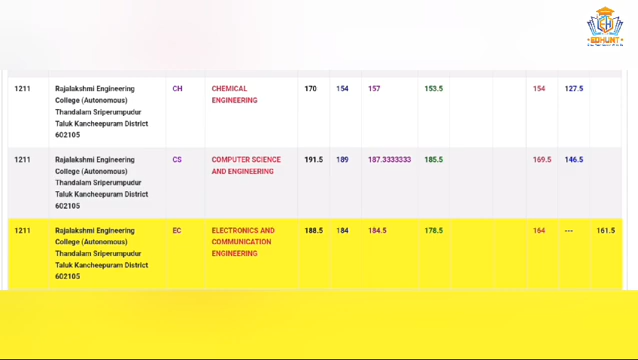 EDHUNT
1211 Rajalakshmi Engineering CH CHEMICAL 170 154 157 153.5 154 127.5
College (Autonomous) ENGINEERING
Thandalam Sriperumpudur
Taluk Kancheepuram District
602105
1211 Rajalakshmi Engineering CS COMPUTER SCIENCE 191.5 189 187.3333333 185.5 169.5 146.5
College (Autonomous) AND ENGINEERING
Thandalam Sriperumpudur
Taluk Kancheepuram District
602105
1211 Rajalakshmi Engineering EC ELECTRONICS AND 188.5 184 184.5 178.5 164 --- 161.5
College (Autonomous) COMMUNICATION
Thandalam Sriperumpudur ENGINEERING
Taluk Kancheepuram District
602105